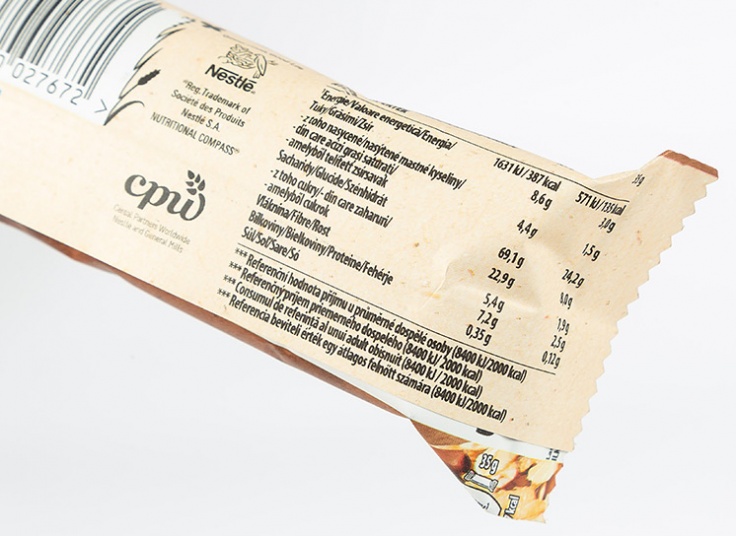 027672 >
Nestlé®
®Reg. Trademark of
Société des Produits
Nestlé S.A.
NUTRITIONAL COMPASS®
cpw
Cereal Partners Worldwide
Nestlé and General Mills
Energie/Valoare energetică/Energia/
1631 kJ/387 kcal 571 kJ/135 kcal
Tuky/Grăsimi/Zsír
8,6 g 3,0 g
- z toho nasycené/nasýtené mastné kyseliny/
- din care acizi grași saturați/
- amelyből telített zsírsavak
4,4 g 1,5 g
Sacharidy/Glucide/Szénhidrát
69,1 g 24,2 g
- z toho cukry/- din care zaharuri/
- amelyből cukrok
22,9 g 8,0 g
Vláknina/Fibre/Rost
5,4 g 1,9 g
Bílkoviny/Bielkoviny/Proteine/Fehérje
7,2 g 2,5 g
Sůl/Soľ/Sare/Só
0,35 g 0,12 g
*** Referenční hodnota příjmu u průměrné dospělé osoby (8400 kJ/2000 kcal)
*** Referenčný príjem priemerného dospelého (8400 kJ/2000 kcal)
*** Consumul de referință al unui adult obișnuit (8400 kJ / 2000 kcal)
*** Referencia beviteli érték egy átlagos felnőtt számára (8400 kJ/2000 kcal)
35 g